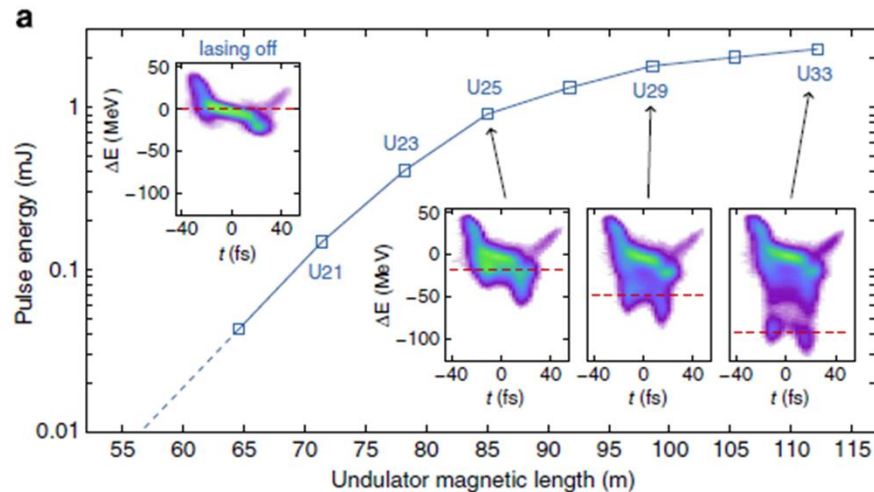 a
Pulse energy (mJ)
1
0.1
0.01
lasing off
ΔE (MeV)
50
0
−50
−100
−40 0 40
t (fs)
U21
U23
U25
U29
U33
ΔE (MeV)
50
0
−50
−100
−40 0 40
t (fs)
−40 0 40
t (fs)
−40 0 40
t (fs)
55 60 65 70 75 80 85 90 95 100 105 110 115
Undulator magnetic length (m)